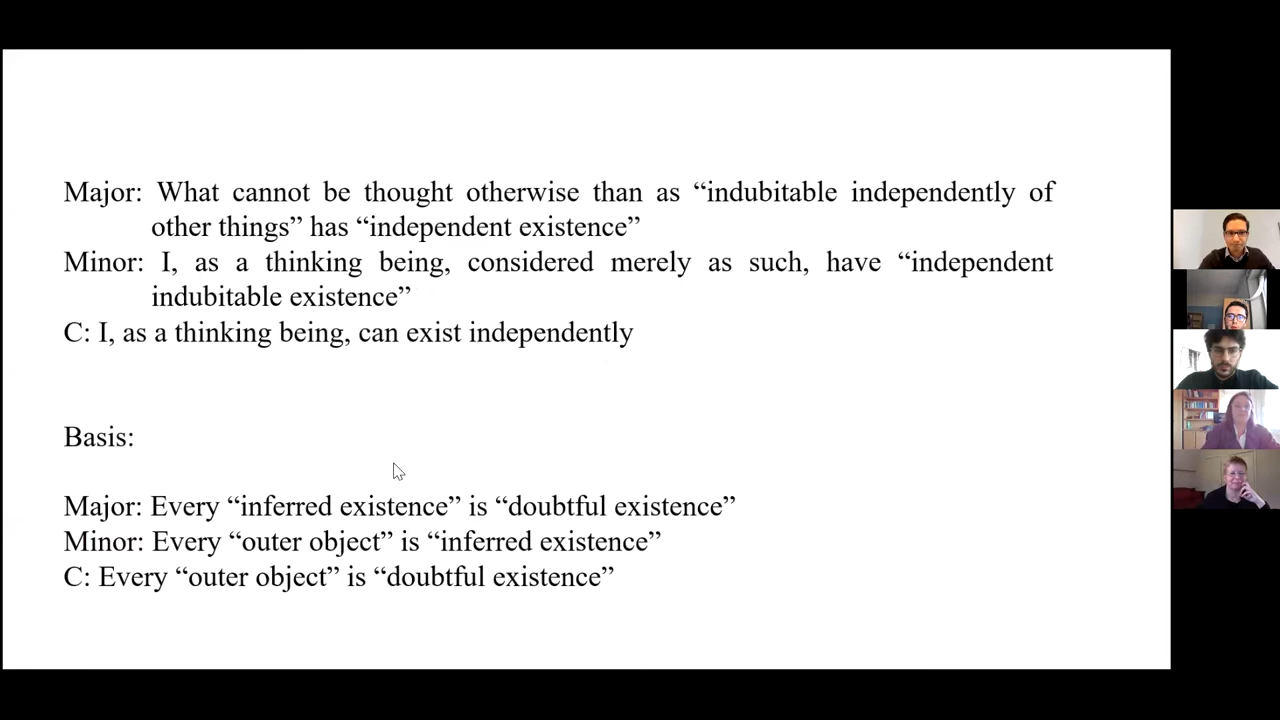 Major: What cannot be thought otherwise than as “indubitable independently of
other things” has “independent existence”
Minor: I, as a thinking being, considered merely as such, have “independent
indubitable existence”
C: I, as a thinking being, can exist independently
Basis:
Major: Every “inferred existence” is “doubtful existence”
Minor: Every “outer object” is “inferred existence”
C: Every “outer object” is “doubtful existence”